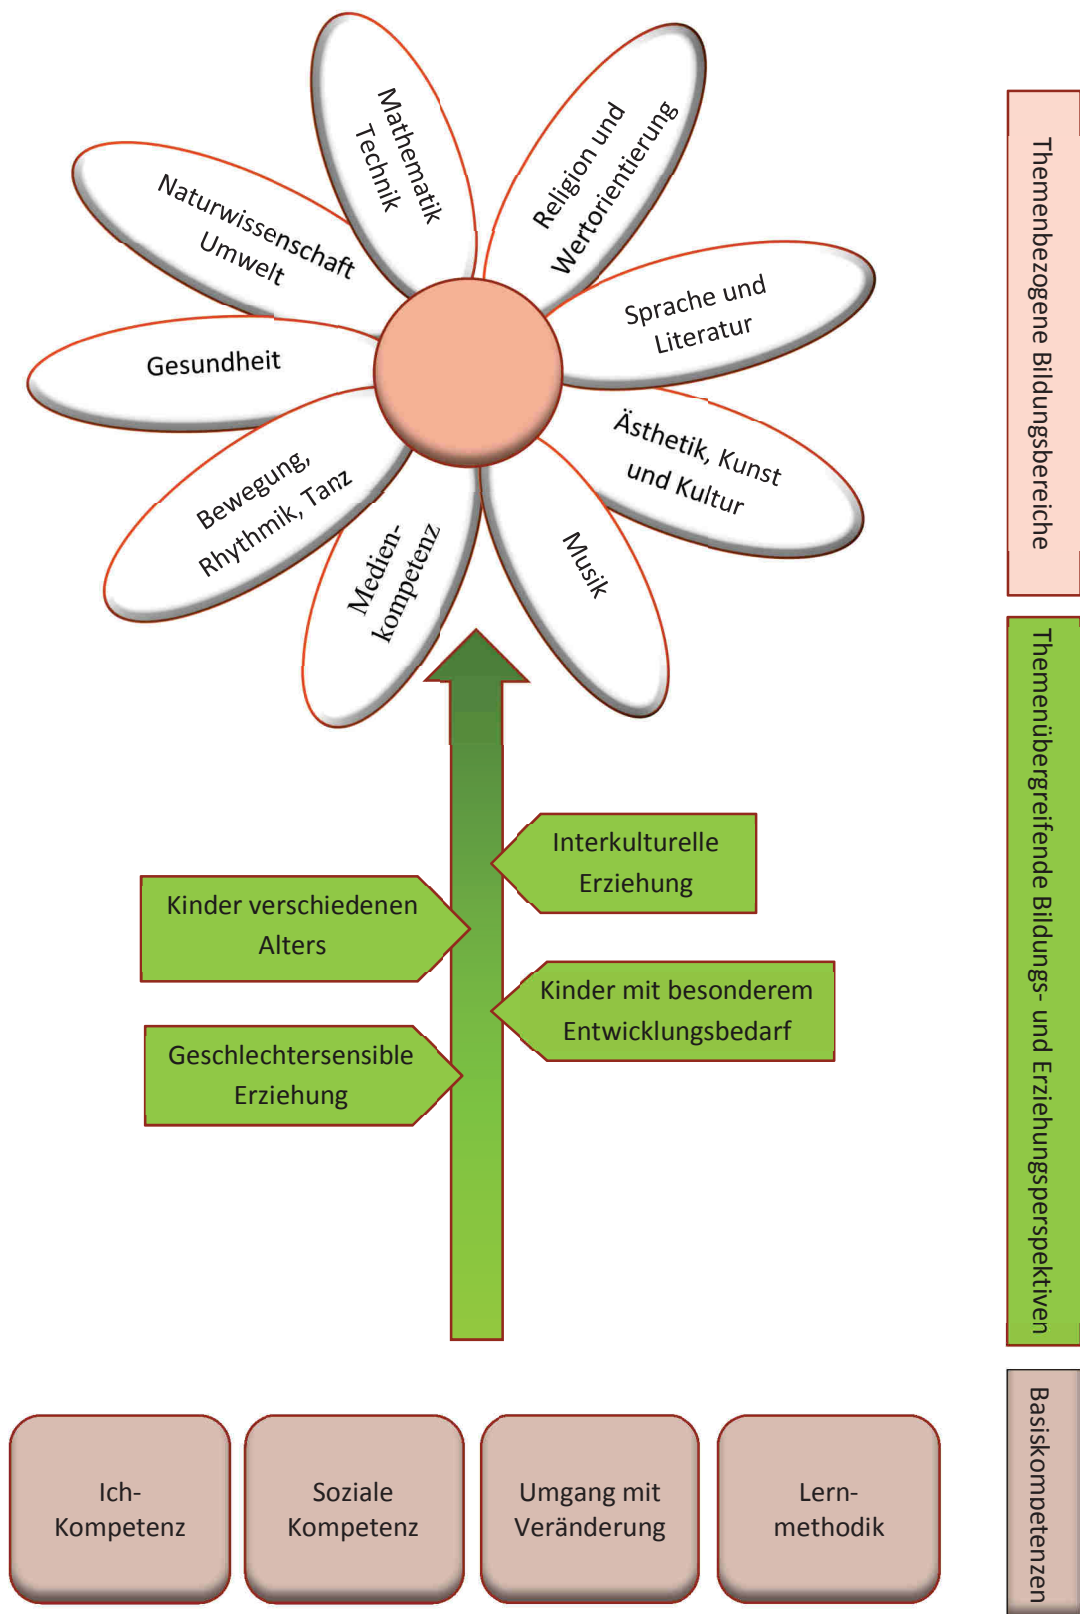 Mathematik
Technik
Religion und
Wertorientierung
Naturwissenschaft
Umwelt
Sprache und
Literatur
Gesundheit
Ästhetik, Kunst
und Kultur
Bewegung,
Rhythmik, Tanz
Medien-
kompetenz
Musik
Themenbezogene Bildungsbereiche
Interkulturelle
Erziehung
Kinder verschiedenen
Alters
Kinder mit besonderem
Entwicklungsbedarf
Geschlechtersensible
Erziehung
Themenübergreifende Bildungs- und Erziehungsperspektiven
Ich-
Kompetenz
Soziale
Kompetenz
Umgang mit
Veränderung
Lern-
methodik
Basiskompetenzen